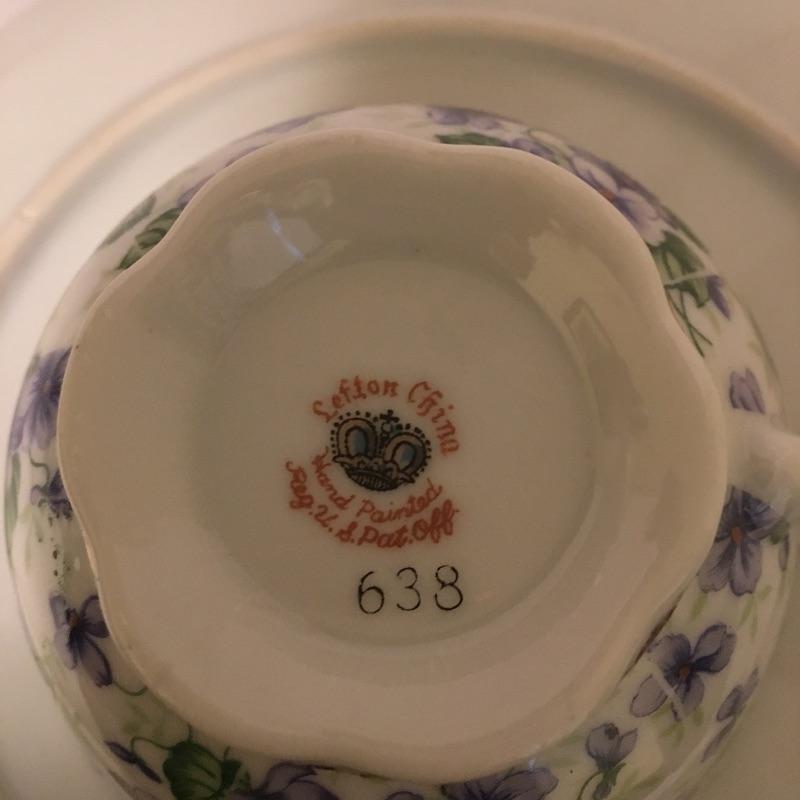 Lefton China
Hand Painted
Reg. U. S. Pat. Off.
638